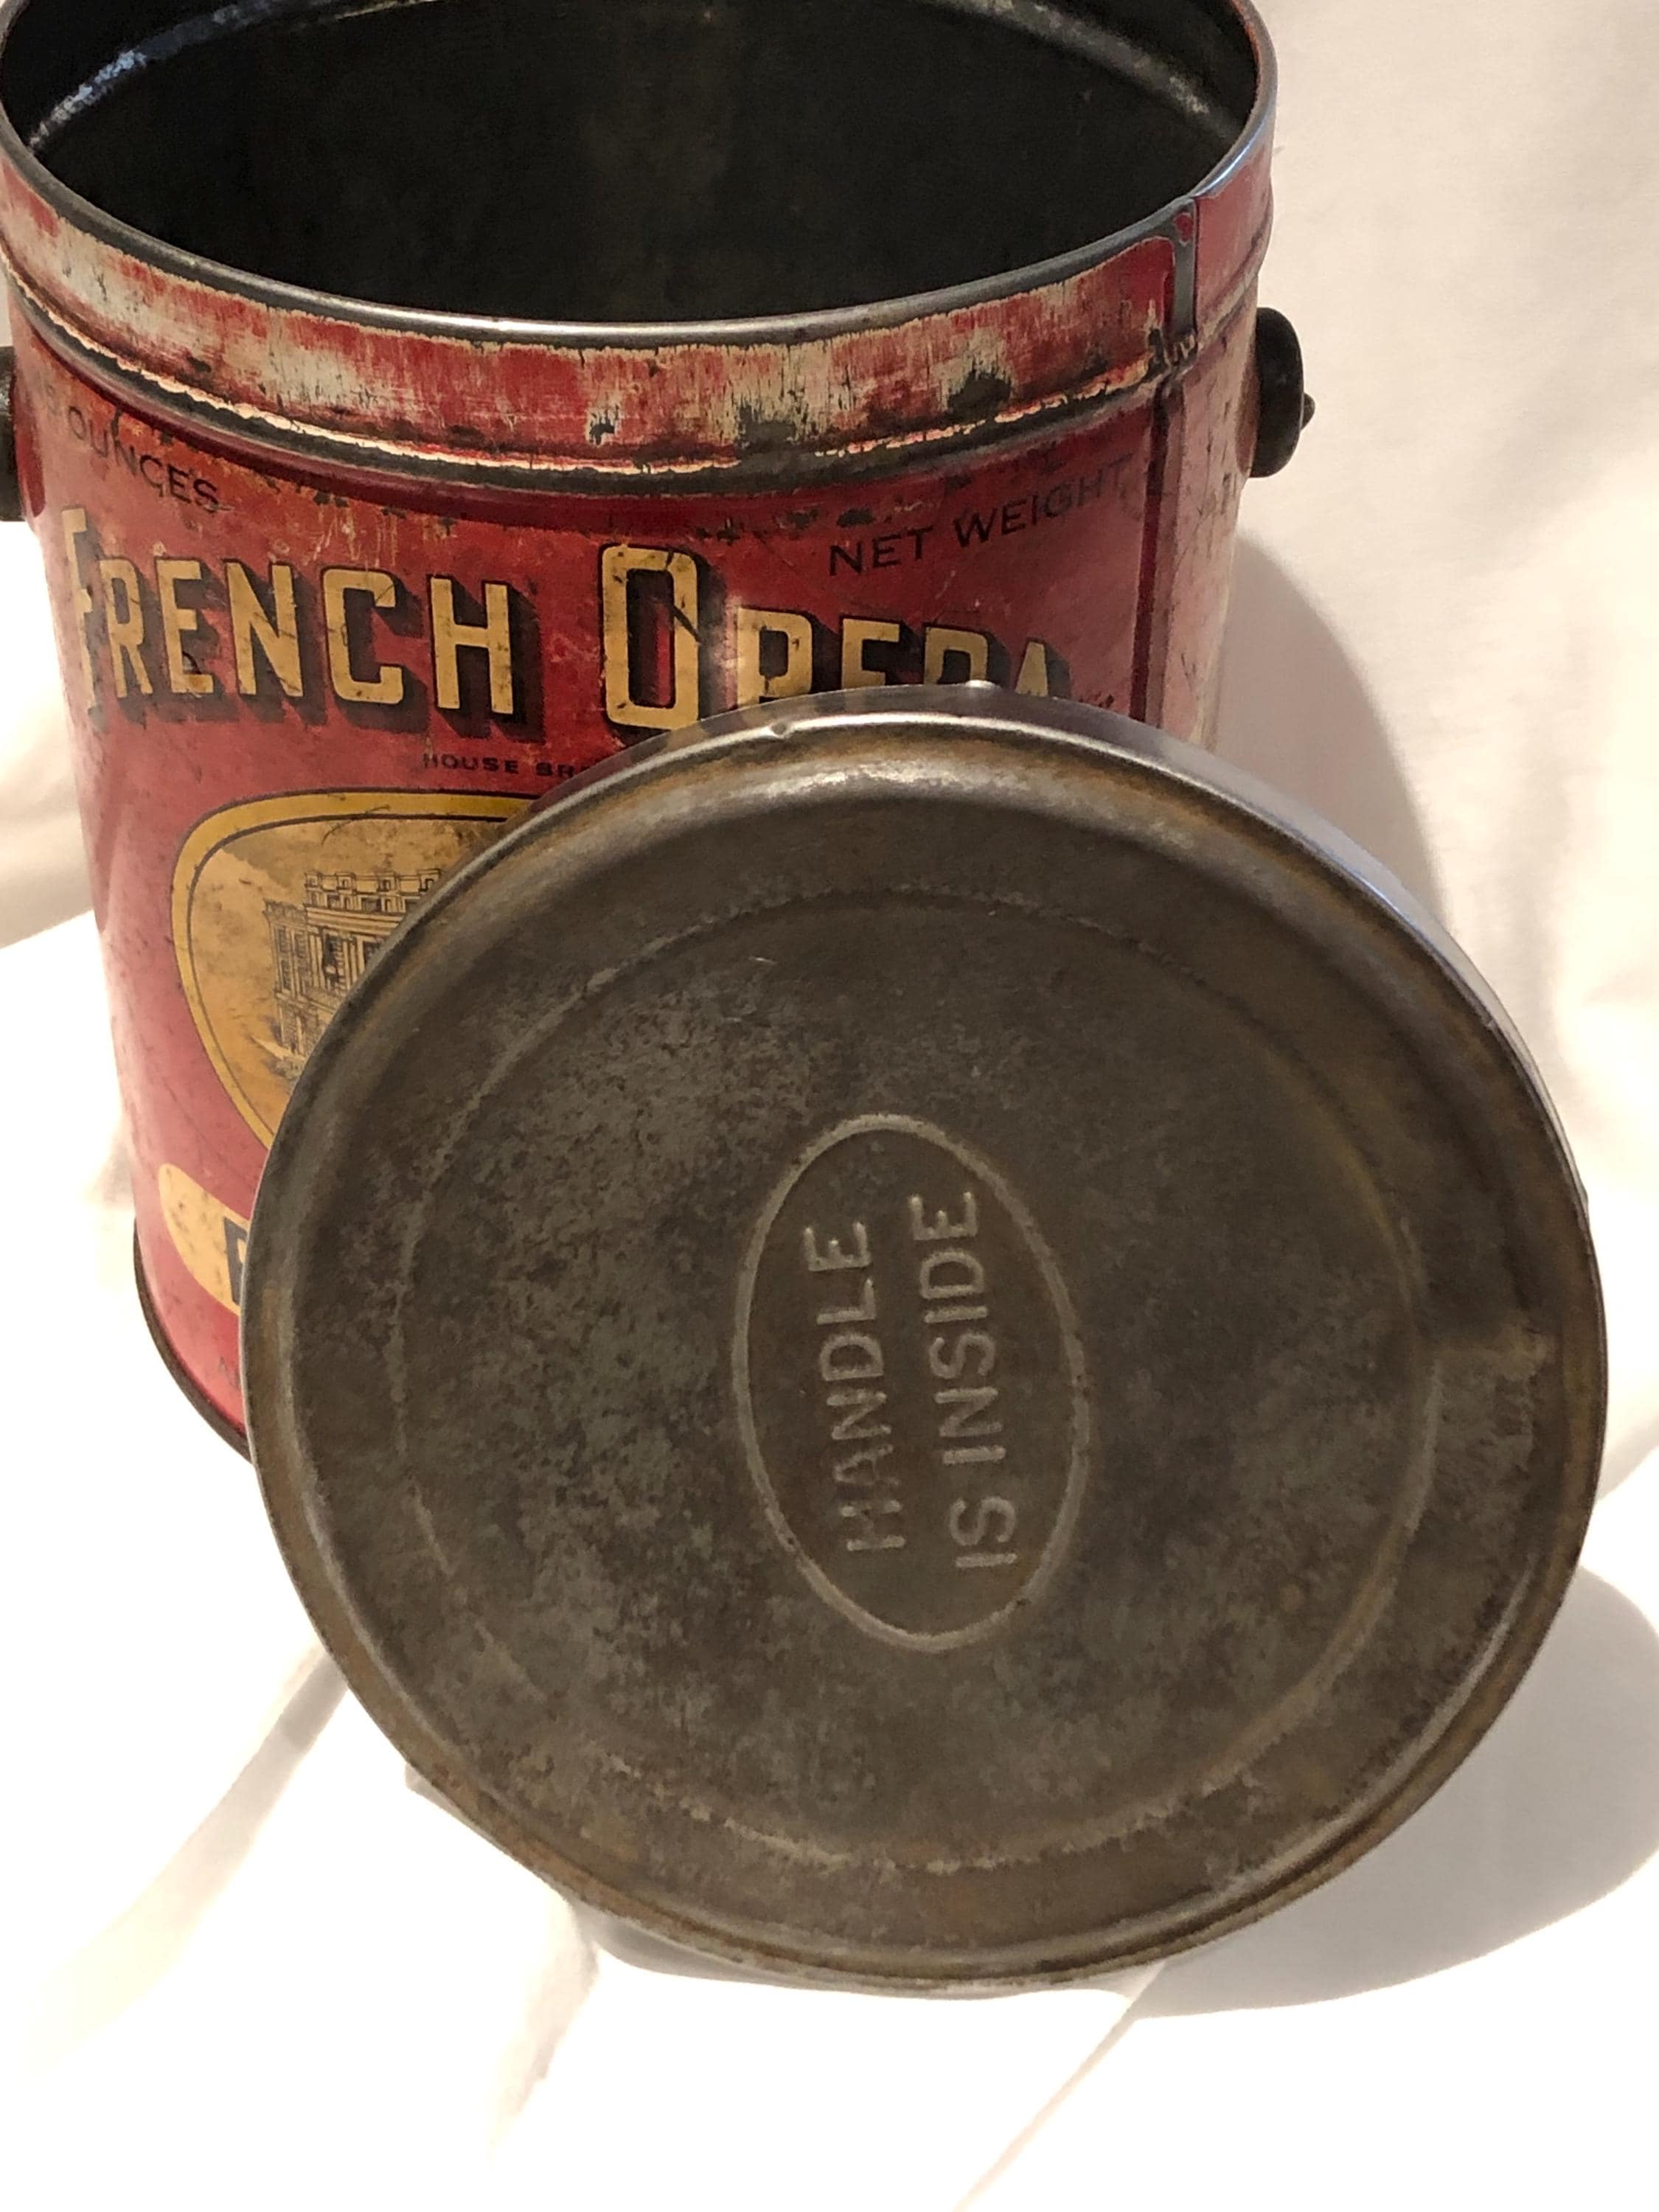 OUNCES
NET WEIGHT
FRENCH OPERA
HOUSE
HANDLE
IS INSIDE